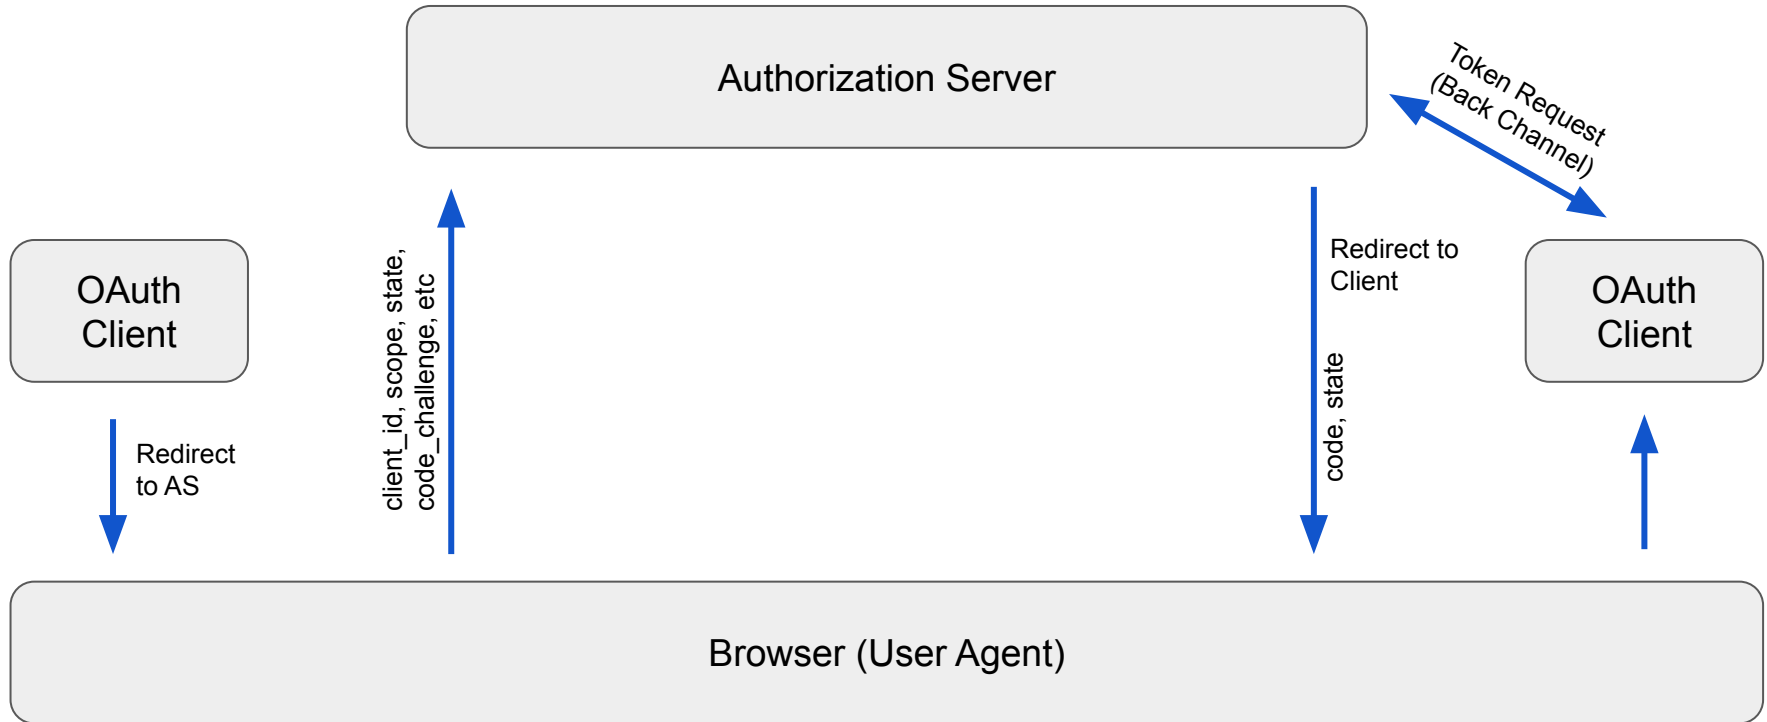 Authorization Server
Token Request
(Back Channel)
OAuth
Client
Redirect
to AS
client_id, scope, state,
code_challenge, etc
Redirect to
Client
code, state
OAuth
Client
Browser (User Agent)